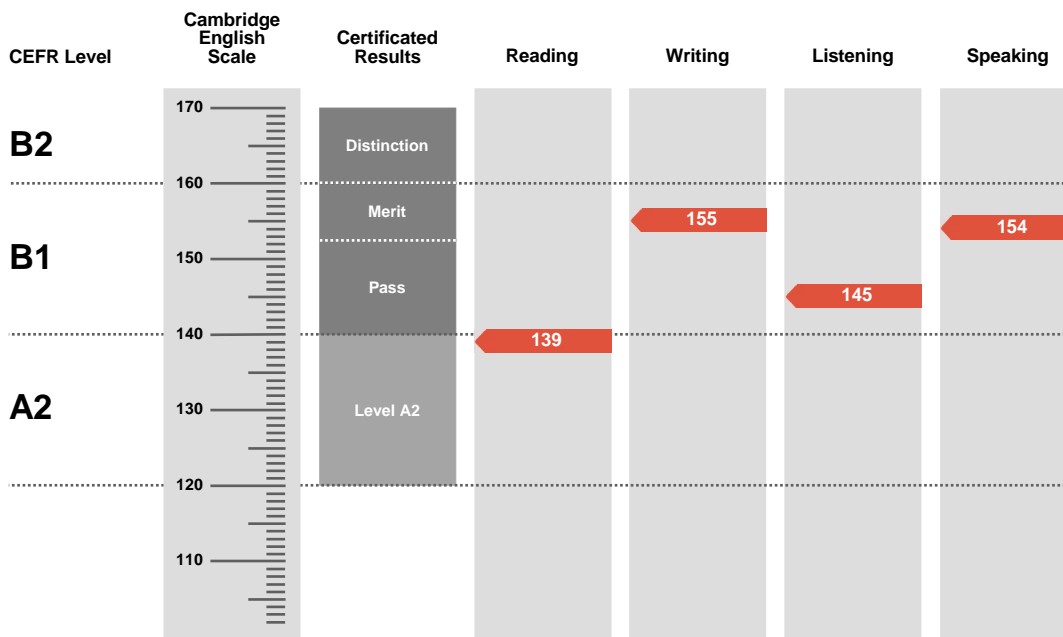 CEFR Level
Cambridge
English
Scale
Certificated
Results
Reading
Writing
Listening
Speaking
170
B2
Distinction
160
Merit
155
154
B1
150
Pass
145
140
139
A2
130
Level A2
120
110